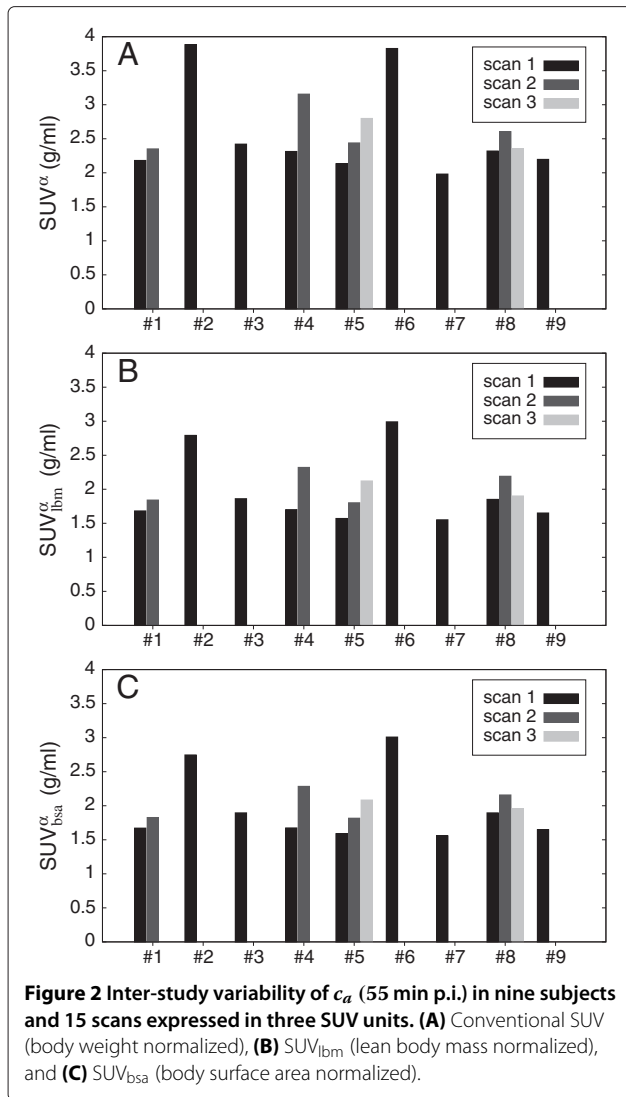 A
scan 1
scan 2
scan 3
SUVᵅ (g/ml)
4
3.5
3
2.5
2
1.5
1
0.5
0
#1 #2 #3 #4 #5 #6 #7 #8 #9
B
scan 1
scan 2
scan 3
SUVᵅlbm (g/ml)
4
3.5
3
2.5
2
1.5
1
0.5
0
#1 #2 #3 #4 #5 #6 #7 #8 #9
C
scan 1
scan 2
scan 3
SUVᵅbsa (g/ml)
4
3.5
3
2.5
2
1.5
1
0.5
0
#1 #2 #3 #4 #5 #6 #7 #8 #9
Figure 2 Inter-study variability of cₐ (55 min p.i.) in nine subjects
and 15 scans expressed in three SUV units. (A) Conventional SUV
(body weight normalized), (B) SUVlbm (lean body mass normalized),
and (C) SUVbsa (body surface area normalized).